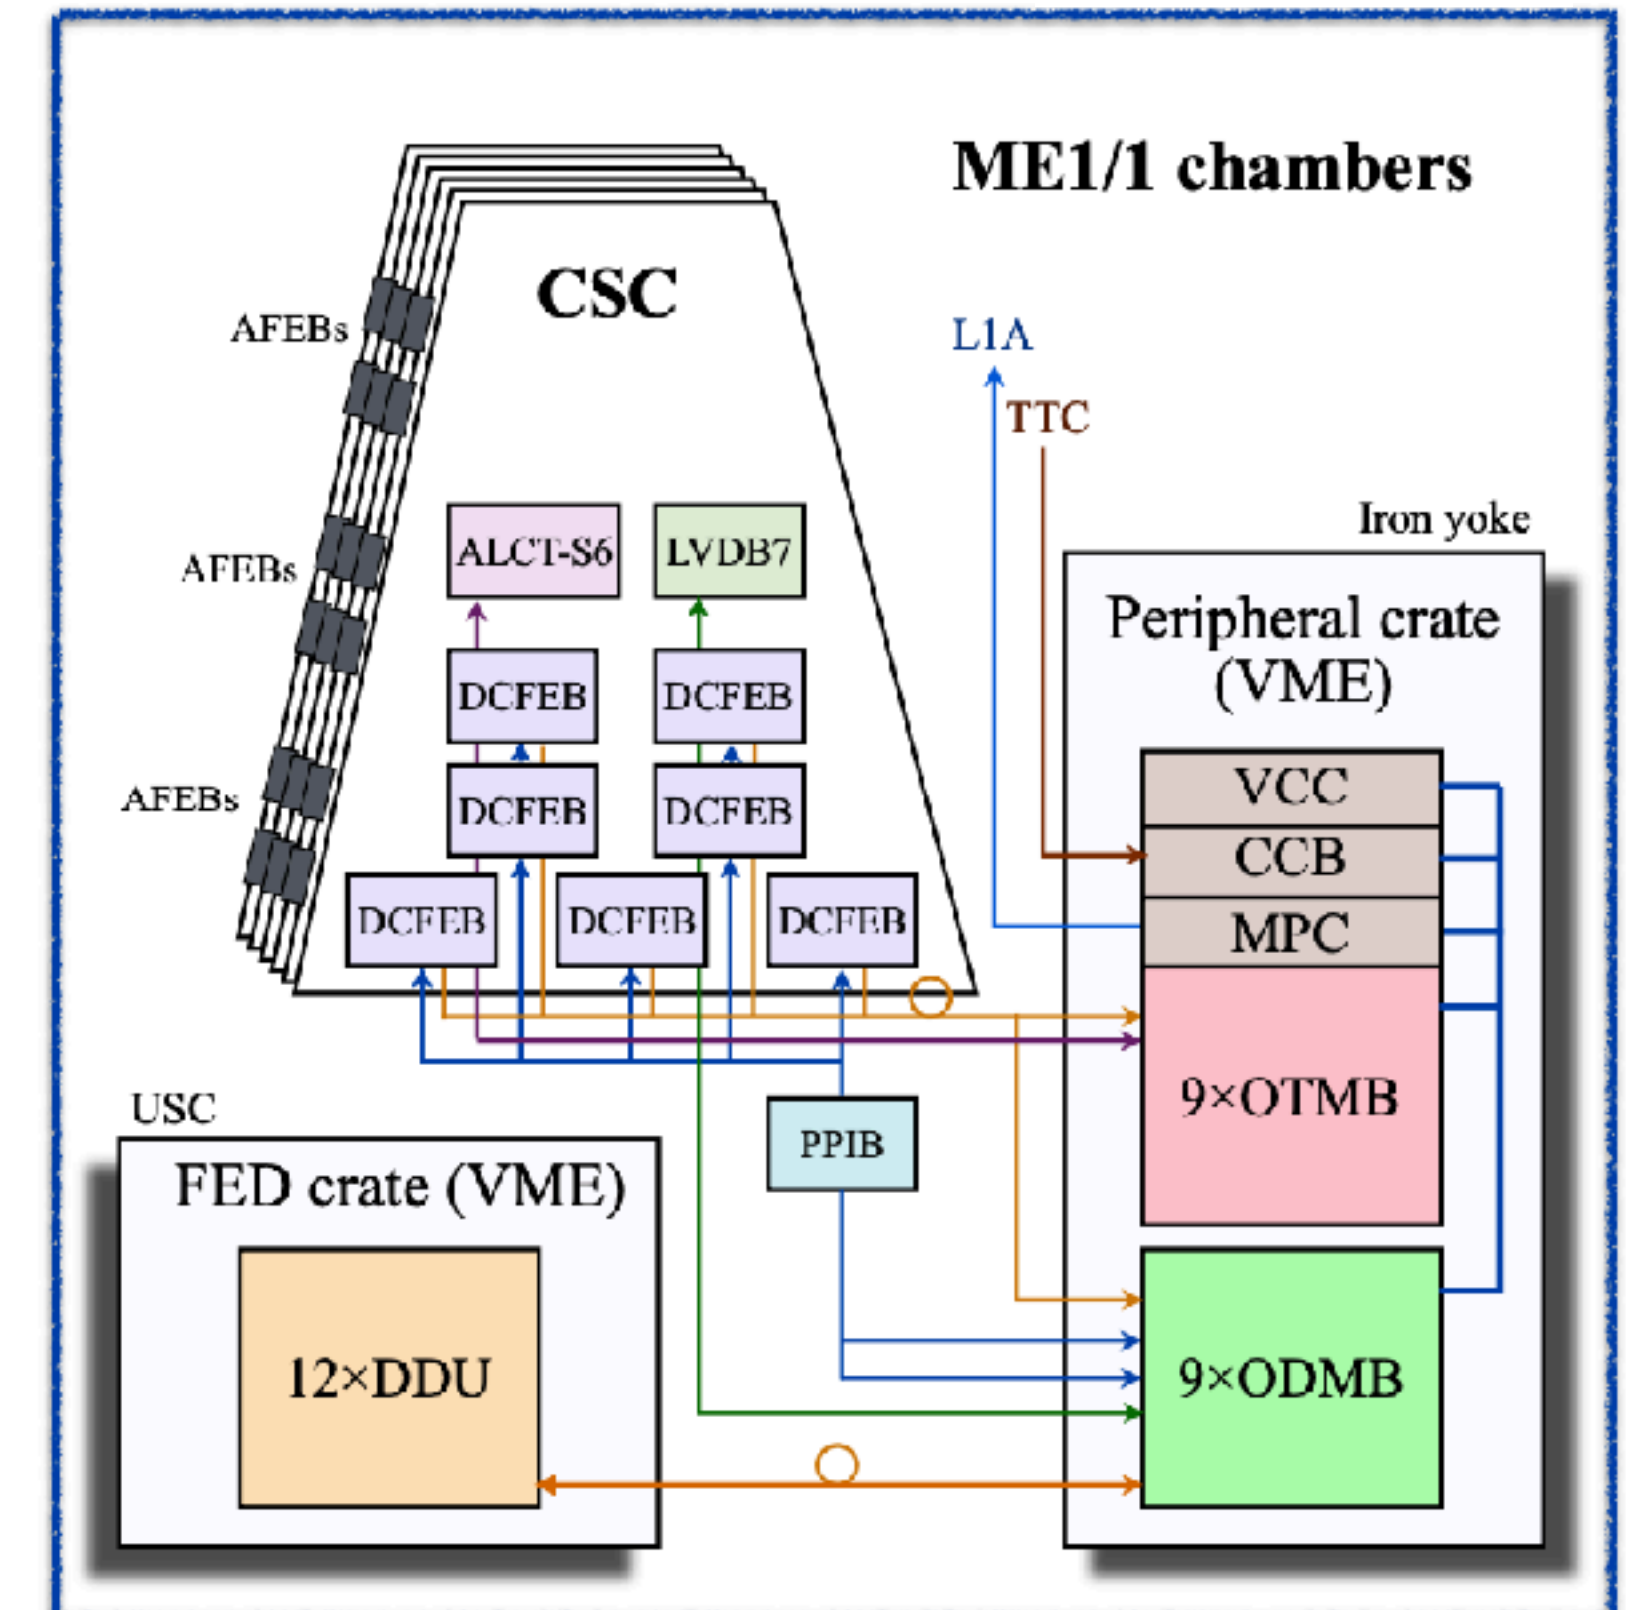 ME1/1 chambers
CSC
AFEBs
L1A
TTC
Iron yoke
ALCT-S6
LVDB7
AFEBs
Peripheral crate
(VME)
DCFEB
DCFEB
VCC
AFEBs
DCFEB
DCFEB
CCB
DCFEB
DCFEB
DCFEB
MPC
9×OTMB
USC
PPIB
FED crate (VME)
12×DDU
9×ODMB